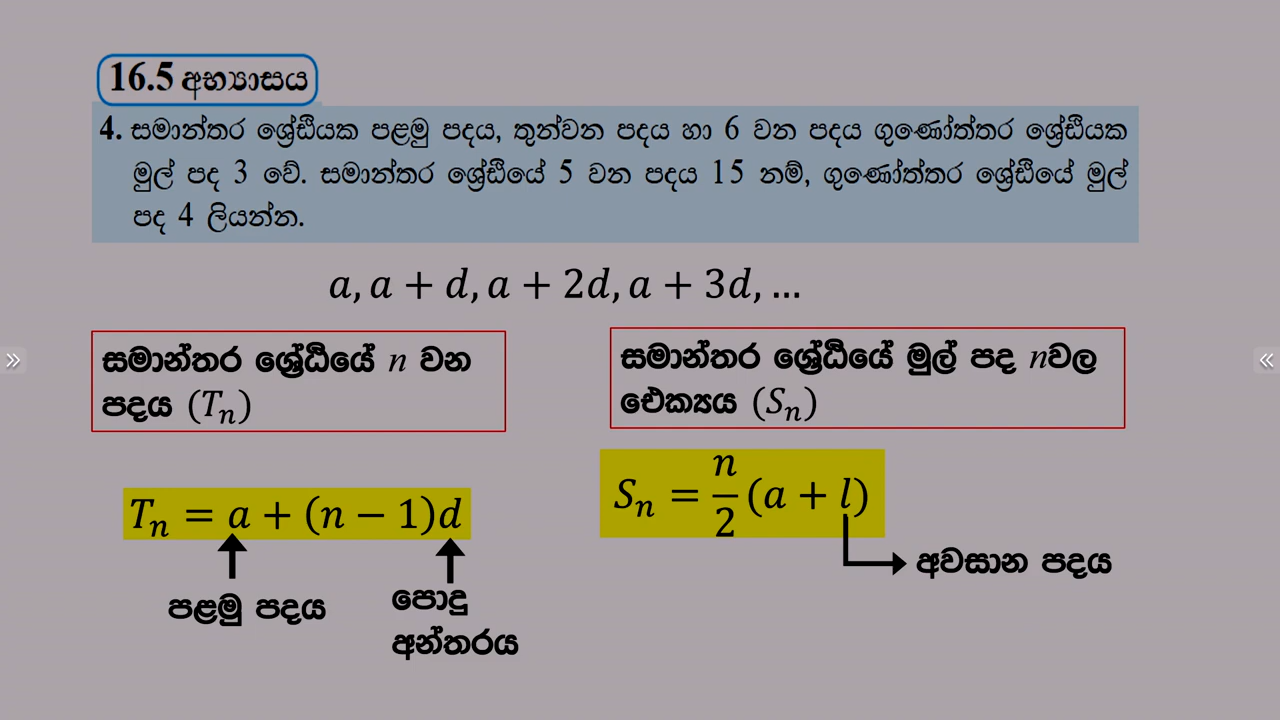 16.5 අභ්‍යාසය
4. සමාන්තර ශ්‍රේඪියක පළමු පදය, තුන්වන පදය හා 6 වන පදය ගුණෝත්තර ශ්‍රේඪියක
මුල් පද 3 වේ. සමාන්තර ශ්‍රේඪියේ 5 වන පදය 15 නම්, ගුණෝත්තර ශ්‍රේඪියේ මුල්
පද 4 ලියන්න.
a, a + d, a + 2d, a + 3d, ...
සමාන්තර ශ්‍රේඨියේ n වන
පදය (Tₙ)
සමාන්තර ශ්‍රේඨියේ මුල් පද nවල
ඓක්‍යය (Sₙ)
Tₙ = a + (n − 1)d
Sₙ = n/2 (a + l)
අවසාන පදය
පළමු පදය
පොදු
අන්තරය